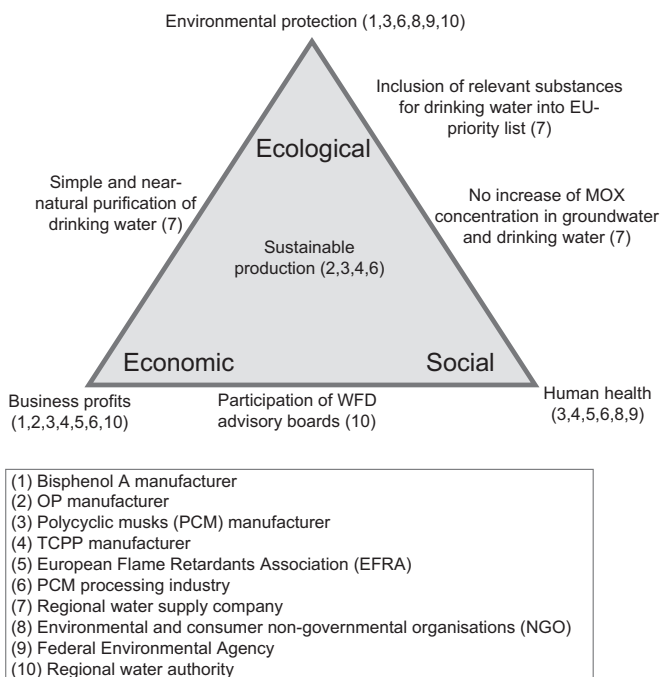 Environmental protection (1,3,6,8,9,10)
Inclusion of relevant substances
for drinking water into EU-
priority list (7)
Ecological
Simple and near-
natural purification of
drinking water (7)
No increase of MOX
concentration in groundwater
and drinking water (7)
Sustainable
production (2,3,4,6)
Economic
Social
Business profits
(1,2,3,4,5,6,10)
Participation of WFD
advisory boards (10)
Human health
(3,4,5,6,8,9)
(1) Bisphenol A manufacturer
(2) OP manufacturer
(3) Polycyclic musks (PCM) manufacturer
(4) TCPP manufacturer
(5) European Flame Retardants Association (EFRA)
(6) PCM processing industry
(7) Regional water supply company
(8) Environmental and consumer non-governmental organisations (NGO)
(9) Federal Environmental Agency
(10) Regional water authority